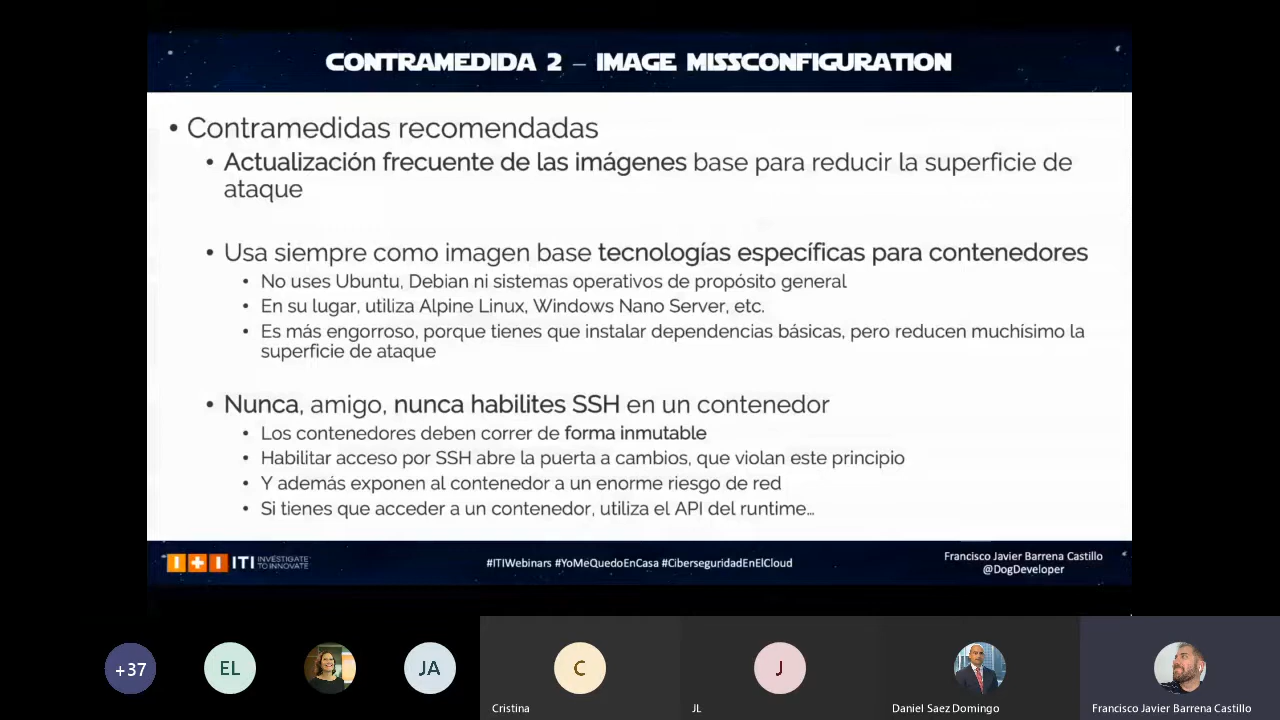 CONTRAMEDIDA 2 – IMAGE MISSCONFIGURATION
• Contramedidas recomendadas
• Actualización frecuente de las imágenes base para reducir la superficie de
ataque
• Usa siempre como imagen base tecnologías específicas para contenedores
• No uses Ubuntu, Debian ni sistemas operativos de propósito general
• En su lugar, utiliza Alpine Linux, Windows Nano Server, etc.
• Es más engorroso, porque tienes que instalar dependencias básicas, pero reducen muchísimo la
superficie de ataque
• Nunca, amigo, nunca habilites SSH en un contenedor
• Los contenedores deben correr de forma inmutable
• Habilitar acceso por SSH abre la puerta a cambios, que violan este principio
• Y además exponen al contenedor a un enorme riesgo de red
• Si tienes que acceder a un contenedor, utiliza el API del runtime...
I+I ITI INVESTIGATE
TO INNOVATE
#ITIWebinars #YoMeQuedoEnCasa #CiberseguridadEnElCloud
Francisco Javier Barrena Castillo
@DogDeveloper
+37
EL
JA
C
J
Cristina
JL
Daniel Saez Domingo
Francisco Javier Barrena Castillo